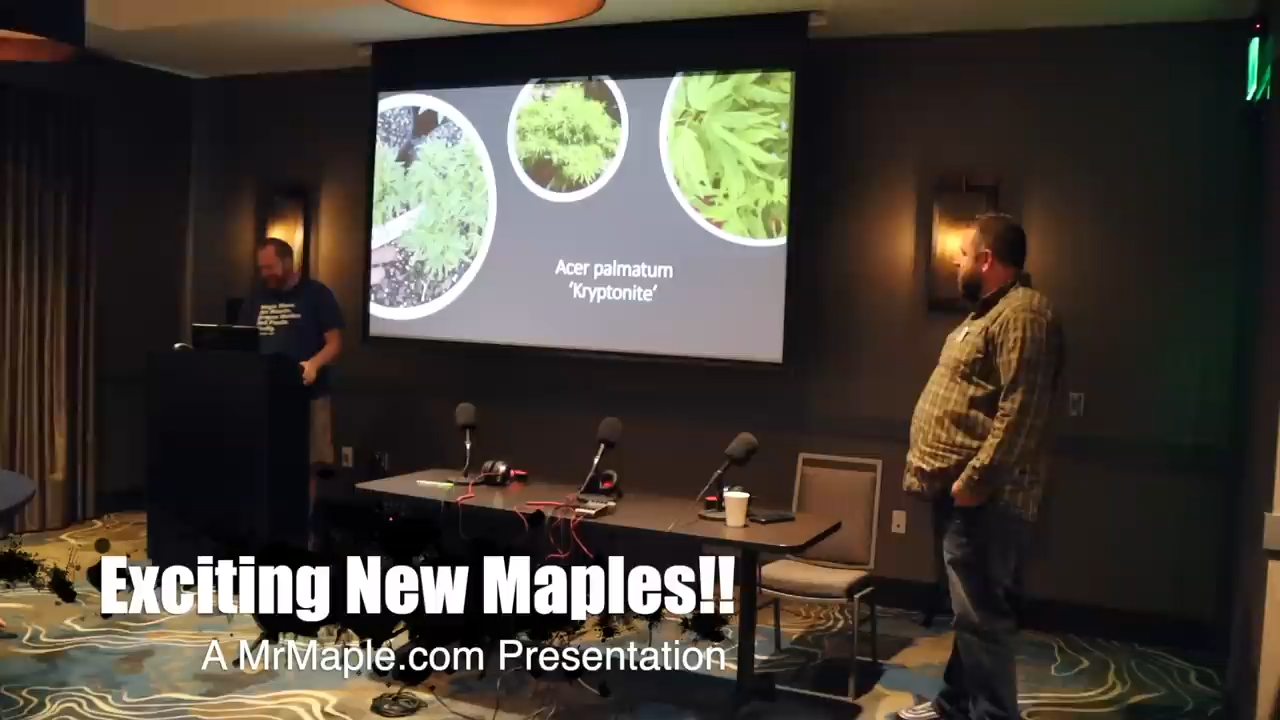 Acer palmatum
‘Kryptonite’
Exciting New Maples!!
A MrMaple.com Presentation